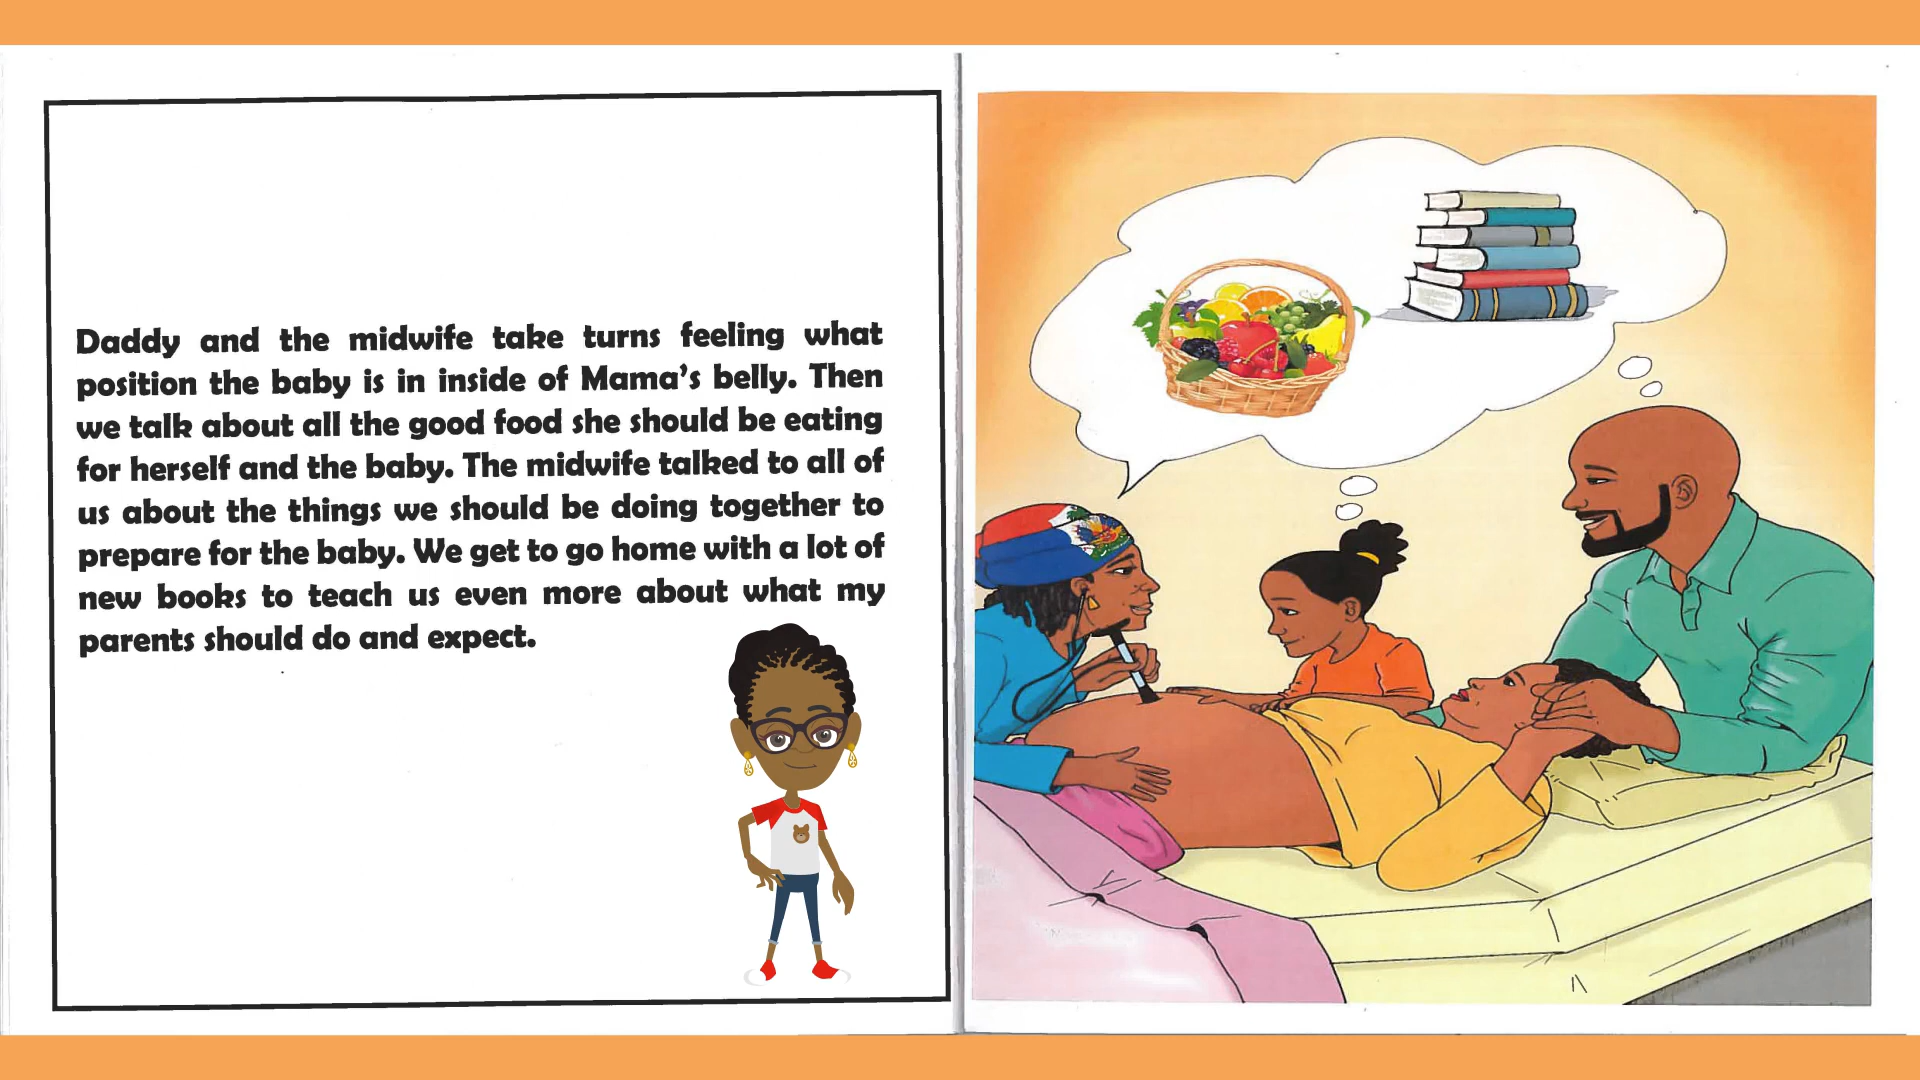 Daddy and the midwife take turns feeling what
position the baby is in inside of Mama's belly. Then
we talk about all the good food she should be eating
for herself and the baby. The midwife talked to all of
us about the things we should be doing together to
prepare for the baby. We get to go home with a lot of
new books to teach us even more about what my
parents should do and expect.